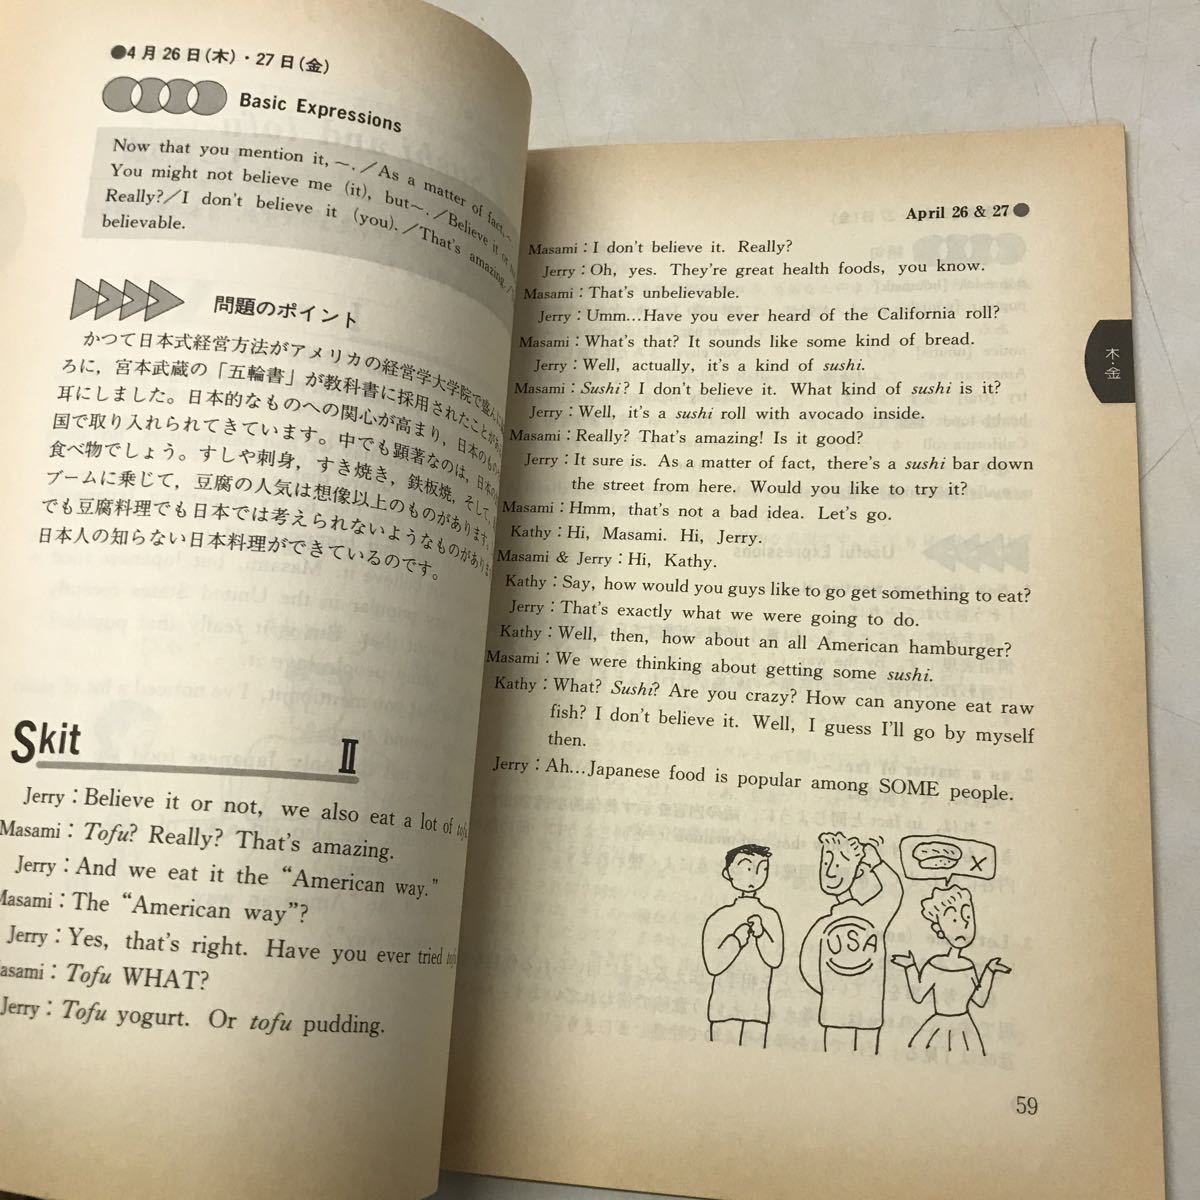 ●4月26日(木)・27日(金)
Basic Expressions
Now that you mention it, ～./As a matter of fact, ～
You might not believe me (it), but～./Believe it or
Really?/I don't believe it (you)./That's amazing./
believable.
問題のポイント
かつて日本式経営方法がアメリカの経営学大学院で盛んに
ろに，宮本武蔵の「五輪書」が教科書に採用されたことが
耳にしました。日本的なものへの関心が高まり，日本のもの
国で取り入れられてきています。中でも顕著なのは，日本の
食べ物でしょう。すしや刺身，すき焼き，鉄板焼，そして，
ブームに乗じて，豆腐の人気は想像以上のものがあります。
でも豆腐料理でも日本では考えられないようなものがあります
日本人の知らない日本料理ができているのです。
Skit II
Jerry：Believe it or not, we also eat a lot of tofu
Masami：Tofu? Really? That's amazing.
Jerry：And we eat it the “American way."
Masami：The “American way”?
Jerry：Yes, that's right. Have you ever tried tofu
asami：Tofu WHAT?
Jerry：Tofu yogurt. Or tofu pudding.
April 26 & 27●
Masami：I don't believe it. Really?
Jerry：Oh, yes. They're great health foods, you know.
Masami：That's unbelievable.
Jerry：Umm...Have you ever heard of the California roll?
Masami：What's that? It sounds like some kind of bread.
Jerry：Well, actually, it's a kind of sushi.
Masami：Sushi? I don't believe it. What kind of sushi is it?
Jerry：Well, it's a sushi roll with avocado inside.
Masami：Really? That's amazing! Is it good?
Jerry：It sure is. As a matter of fact, there's a sushi bar down
the street from here. Would you like to try it?
Masami：Hmm, that's not a bad idea. Let's go.
Kathy：Hi, Masami. Hi, Jerry.
Masami & Jerry：Hi, Kathy.
Kathy：Say, how would you guys like to go get something to eat?
Jerry：That's exactly what we were going to do.
Kathy：Well, then, how about an all American hamburger?
Masami：We were thinking about getting some sushi.
Kathy：What? Sushi? Are you crazy? How can anyone eat raw
fish? I don't believe it. Well, I guess I'll go by myself
then.
Jerry：Ah...Japanese food is popular among SOME people.
木・金
USA
X
59